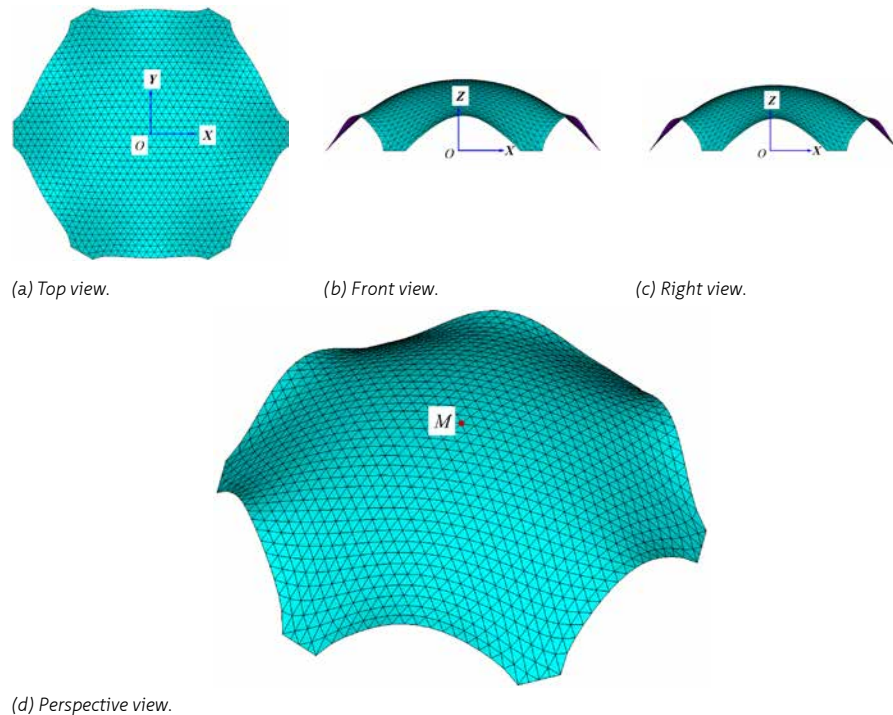 Y
O
X
Z
O
X
Z
O
X
(a) Top view.
(b) Front view.
(c) Right view.
M
(d) Perspective view.